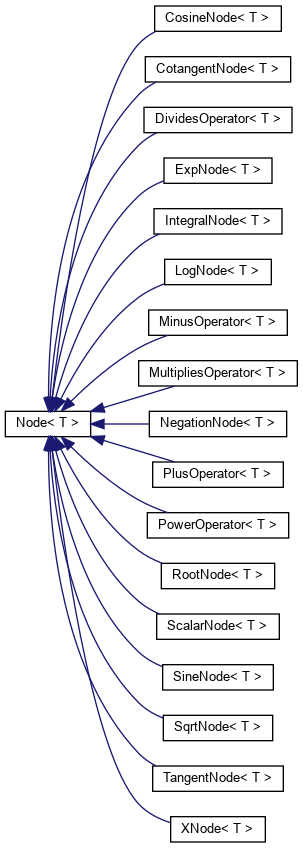 CosineNode< T >
CotangentNode< T >
DividesOperator< T >
ExpNode< T >
IntegralNode< T >
LogNode< T >
MinusOperator< T >
MultipliesOperator< T >
Node< T >
NegationNode< T >
PlusOperator< T >
PowerOperator< T >
RootNode< T >
ScalarNode< T >
SineNode< T >
SqrtNode< T >
TangentNode< T >
XNode< T >